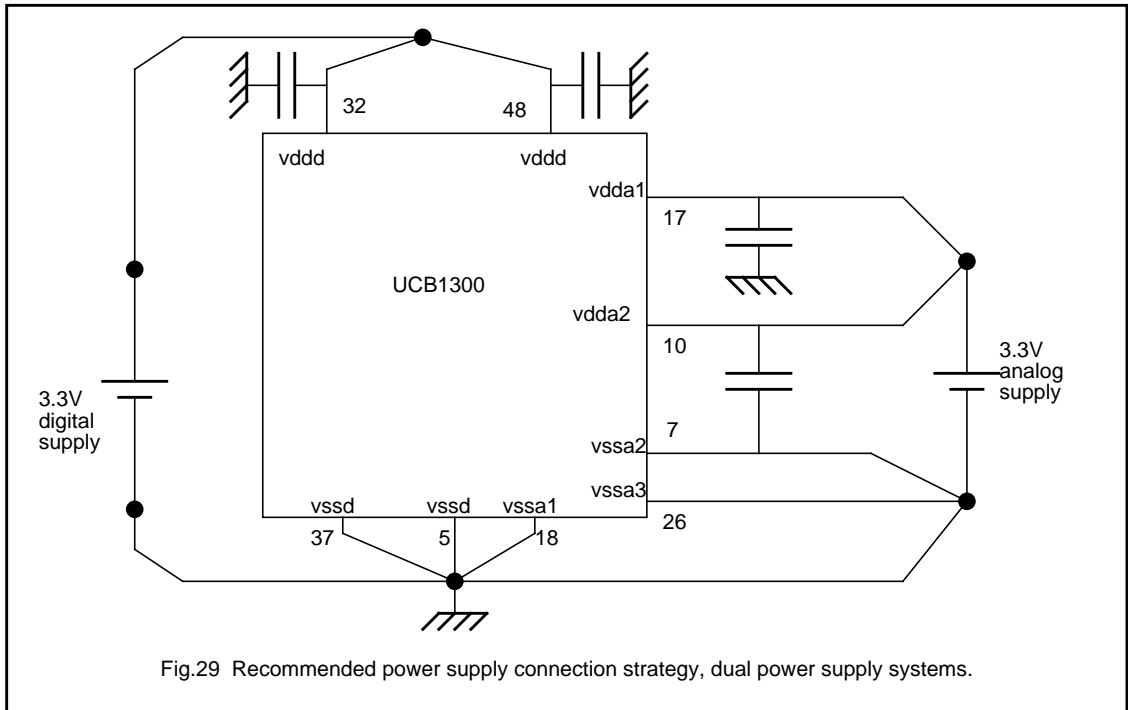 32
48
vddd
vddd
vdda1
17
UCB1300
vdda2
10
3.3V
analog
supply
3.3V
digital
supply
7
vssa2
vssa3
26
vssd
vssd
vssa1
37
5
18
Fig.29 Recommended power supply connection strategy, dual power supply systems.